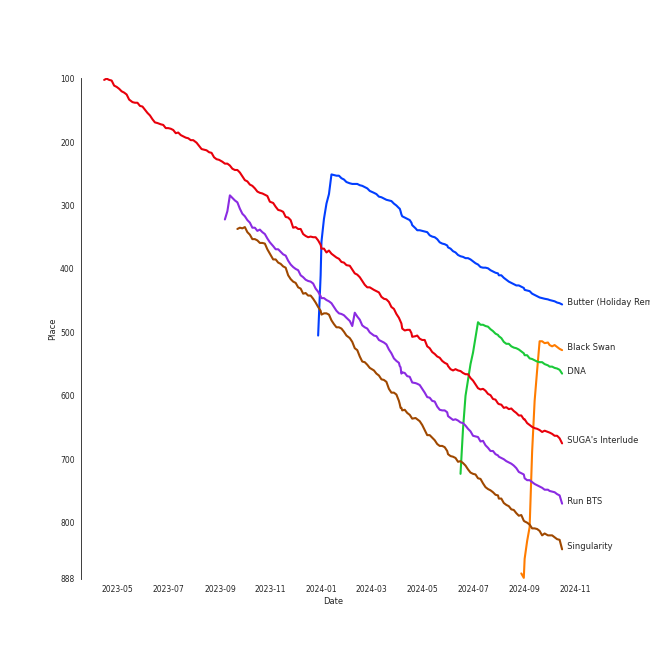 100
200
300
400
500
600
700
800
888
Place
2023-05
2023-07
2023-09
2023-11
2024-01
2024-03
2024-05
2024-07
2024-09
2024-11
Date
Butter (Holiday Rem
Black Swan
DNA
SUGA's Interlude
Run BTS
Singularity